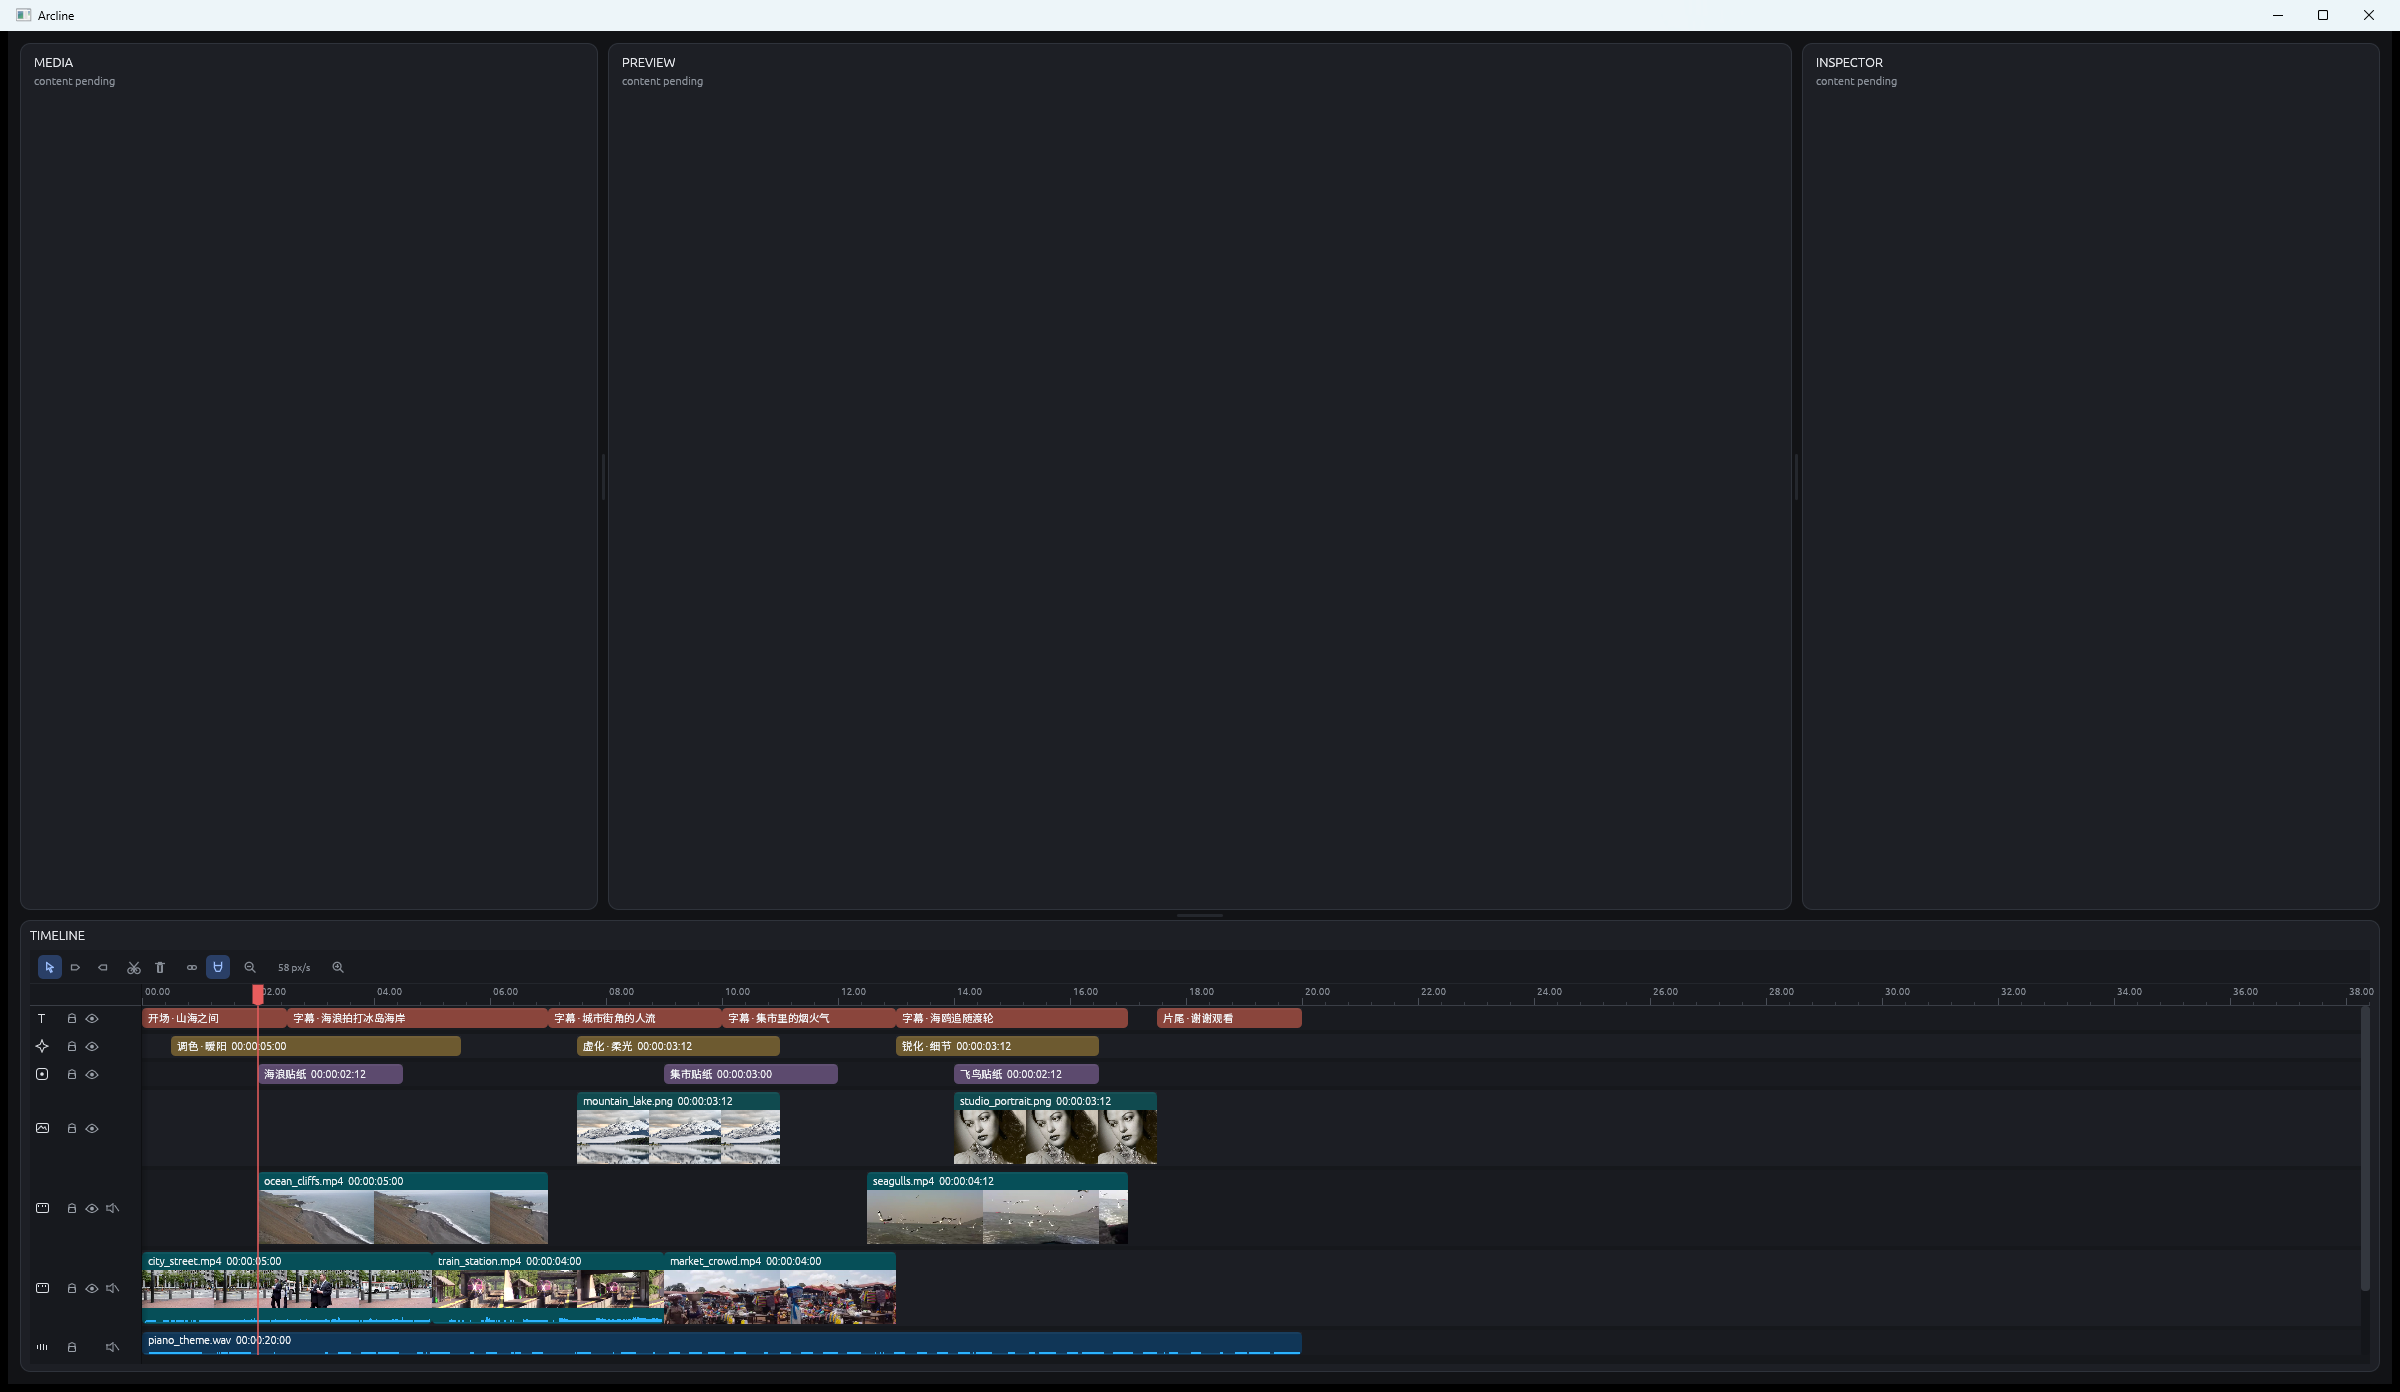 Arcline
MEDIA
content pending
PREVIEW
content pending
INSPECTOR
content pending
TIMELINE
58 px/s
00.00 02.00 04.00 06.00 08.00 10.00 12.00 14.00 16.00 18.00 20.00 22.00 24.00 26.00 28.00 30.00 32.00 34.00 36.00 38.00
T 开场 · 山海之间 字幕 · 海浪拍打冰岛海岸 字幕 · 城市街角的人流 字幕 · 集市里的烟火气 字幕 · 海鸥追随渡轮 片尾 · 谢谢观看
调色 · 暖阳 00:00:05:00 虚化 · 柔光 00:00:03:12 锐化 · 细节 00:00:03:12
海浪贴纸 00:00:02:12 集市贴纸 00:00:03:00 飞鸟贴纸 00:00:02:12
mountain_lake.png 00:00:03:12 studio_portrait.png 00:00:03:12
ocean_cliffs.mp4 00:00:05:00 seagulls.mp4 00:00:04:12
city_street.mp4 00:00:05:00 train_station.mp4 00:00:04:00 market_crowd.mp4 00:00:04:00
piano_theme.wav 00:00:20:00